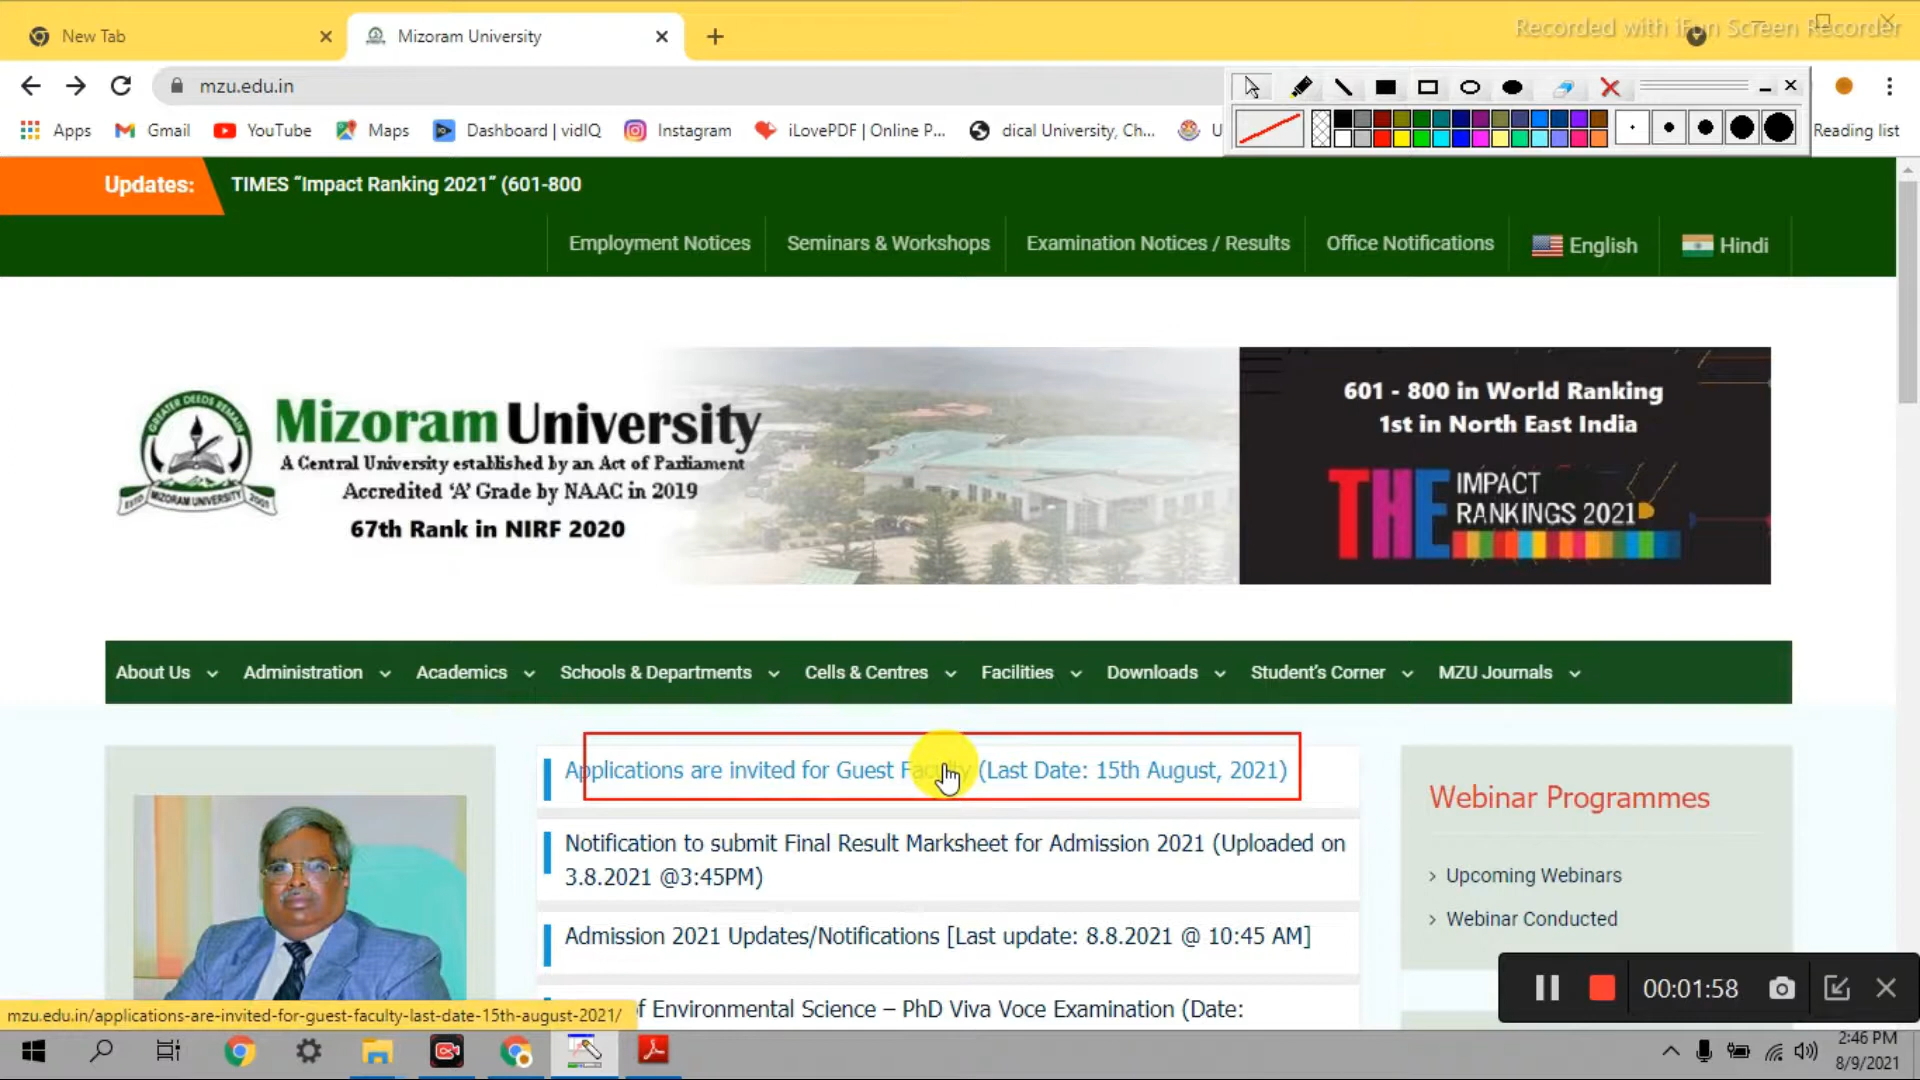 Recorded with iFun Screen Recorder
New Tab
Mizoram University
mzu.edu.in
Apps
Gmail
YouTube
Maps
Dashboard | vidIQ
Instagram
iLovePDF | Online P...
dical University, Ch...
U
Reading list
Updates:
TIMES “Impact Ranking 2021” (601-800
Employment Notices
Seminars & Workshops
Examination Notices / Results
Office Notifications
English
Hindi
GREATER DEEDS REMAIN
ESTD MIZORAM UNIVERSITY 2001
Mizoram University
A Central University established by an Act of Parliament
Accredited ‘A’ Grade by NAAC in 2019
67th Rank in NIRF 2020
601 - 800 in World Ranking
1st in North East India
THE IMPACT
RANKINGS 2021
About Us
Administration
Academics
Schools & Departments
Cells & Centres
Facilities
Downloads
Student’s Corner
MZU Journals
Applications are invited for Guest Faculty (Last Date: 15th August, 2021)
Notification to submit Final Result Marksheet for Admission 2021 (Uploaded on
3.8.2021 @3:45PM)
Admission 2021 Updates/Notifications [Last update: 8.8.2021 @ 10:45 AM]
f Environmental Science – PhD Viva Voce Examination (Date:
Webinar Programmes
Upcoming Webinars
Webinar Conducted
00:01:58
mzu.edu.in/applications-are-invited-for-guest-faculty-last-date-15th-august-2021/
2:46 PM
8/9/2021